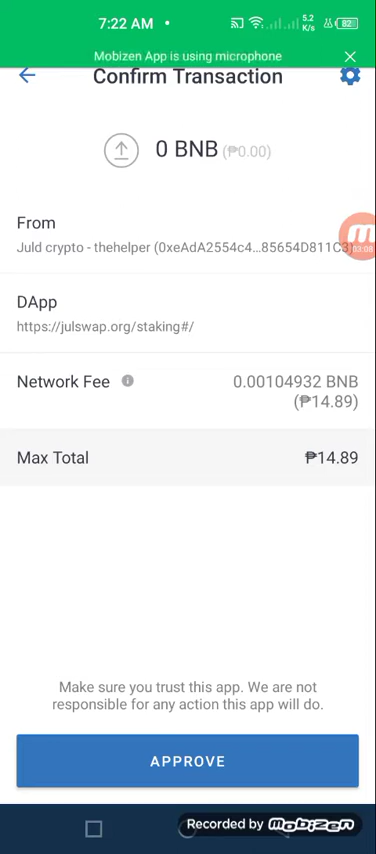 7:22 AM
5.2
K/s
82
Mobizen App is using microphone
Confirm Transaction
0 BNB (₱0.00)
From
Juld crypto - thehelper (0xeAdA2554c4...85654D811C3)
03:08
DApp
https://julswap.org/staking#/
Network Fee
0.00104932 BNB
(₱14.89)
Max Total
₱14.89
Make sure you trust this app. We are not
responsible for any action this app will do.
APPROVE
Recorded by mobizen